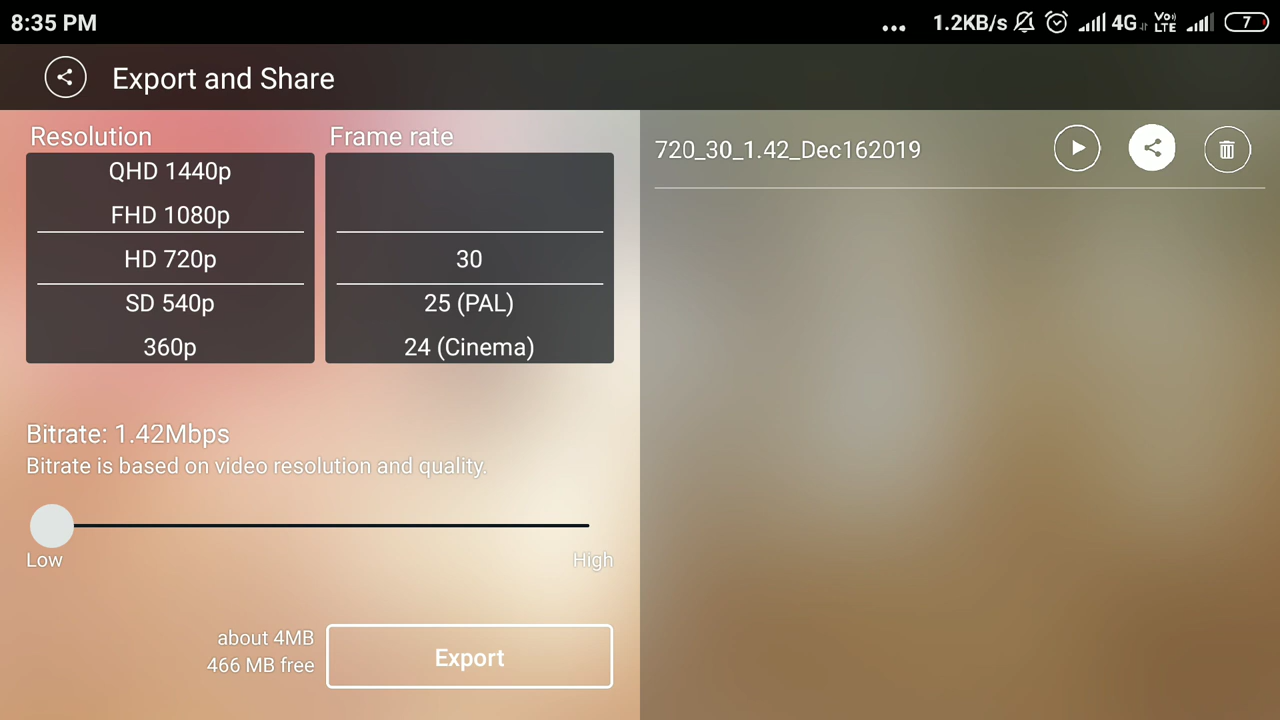 8:35 PM
... 1.2KB/s 4G Vo) LTE 7
Export and Share
Resolution
QHD 1440p
FHD 1080p
HD 720p
SD 540p
360p
Frame rate
30
25 (PAL)
24 (Cinema)
Bitrate: 1.42Mbps
Bitrate is based on video resolution and quality.
Low
High
about 4MB
466 MB free
Export
720_30_1.42_Dec162019